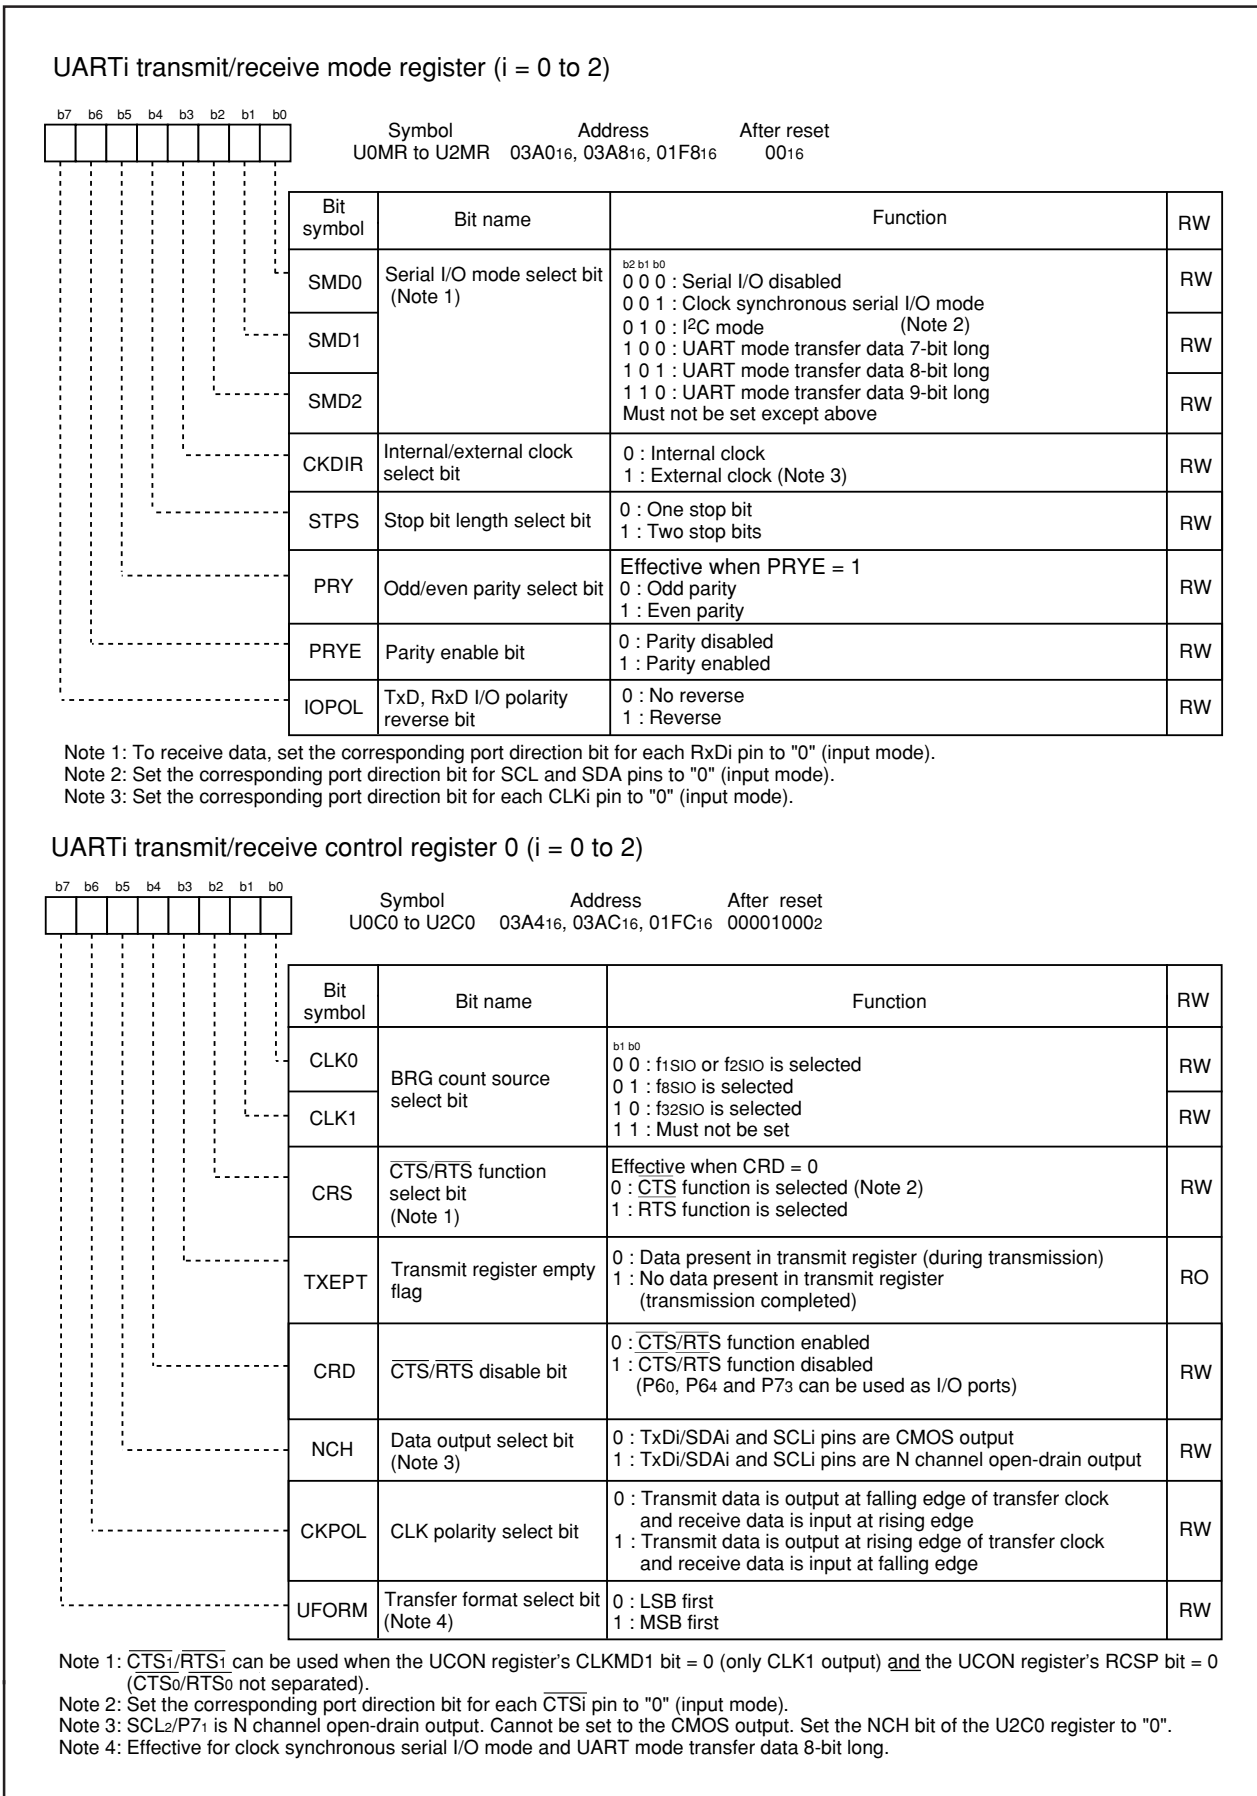 UARTi transmit/receive mode register (i = 0 to 2)
b7 b6 b5 b4 b3 b2 b1 b0
Symbol Address After reset
U0MR to U2MR 03A016, 03A816, 01F816 0016
Bit symbol Bit name Function RW
SMD0 Serial I/O mode select bit (Note 1) RW
b2 b1 b0
0 0 0 : Serial I/O disabled
0 0 1 : Clock synchronous serial I/O mode
0 1 0 : I2C mode (Note 2)
1 0 0 : UART mode transfer data 7-bit long
1 0 1 : UART mode transfer data 8-bit long
1 1 0 : UART mode transfer data 9-bit long
Must not be set except above
SMD1 RW
SMD2 RW
CKDIR Internal/external clock select bit RW
0 : Internal clock
1 : External clock (Note 3)
STPS Stop bit length select bit RW
0 : One stop bit
1 : Two stop bits
PRY Odd/even parity select bit RW
Effective when PRYE = 1
0 : Odd parity
1 : Even parity
PRYE Parity enable bit RW
0 : Parity disabled
1 : Parity enabled
IOPOL TxD, RxD I/O polarity reverse bit RW
0 : No reverse
1 : Reverse
Note 1: To receive data, set the corresponding port direction bit for each RxDi pin to "0" (input mode).
Note 2: Set the corresponding port direction bit for SCL and SDA pins to "0" (input mode).
Note 3: Set the corresponding port direction bit for each CLKi pin to "0" (input mode).
UARTi transmit/receive control register 0 (i = 0 to 2)
b7 b6 b5 b4 b3 b2 b1 b0
Symbol Address After reset
U0C0 to U2C0 03A416, 03AC16, 01FC16 000010002
Bit symbol Bit name Function RW
CLK0 BRG count source select bit RW
b1 b0
0 0 : f1SIO or f2SIO is selected
0 1 : f8SIO is selected
1 0 : f32SIO is selected
1 1 : Must not be set
CLK1 RW
CRS CTS/RTS function select bit (Note 1) RW
Effective when CRD = 0
0 : CTS function is selected (Note 2)
1 : RTS function is selected
TXEPT Transmit register empty flag RO
0 : Data present in transmit register (during transmission)
1 : No data present in transmit register
(transmission completed)
CRD CTS/RTS disable bit RW
0 : CTS/RTS function enabled
1 : CTS/RTS function disabled
(P60, P64 and P73 can be used as I/O ports)
NCH Data output select bit (Note 3) RW
0 : TxDi/SDAi and SCLi pins are CMOS output
1 : TxDi/SDAi and SCLi pins are N channel open-drain output
CKPOL CLK polarity select bit RW
0 : Transmit data is output at falling edge of transfer clock
and receive data is input at rising edge
1 : Transmit data is output at rising edge of transfer clock
and receive data is input at falling edge
UFORM Transfer format select bit (Note 4) RW
0 : LSB first
1 : MSB first
Note 1: CTS1/RTS1 can be used when the UCON register's CLKMD1 bit = 0 (only CLK1 output) and the UCON register's RCSP bit = 0
(CTS0/RTS0 not separated).
Note 2: Set the corresponding port direction bit for each CTSi pin to "0" (input mode).
Note 3: SCL2/P71 is N channel open-drain output. Cannot be set to the CMOS output. Set the NCH bit of the U2C0 register to "0".
Note 4: Effective for clock synchronous serial I/O mode and UART mode transfer data 8-bit long.